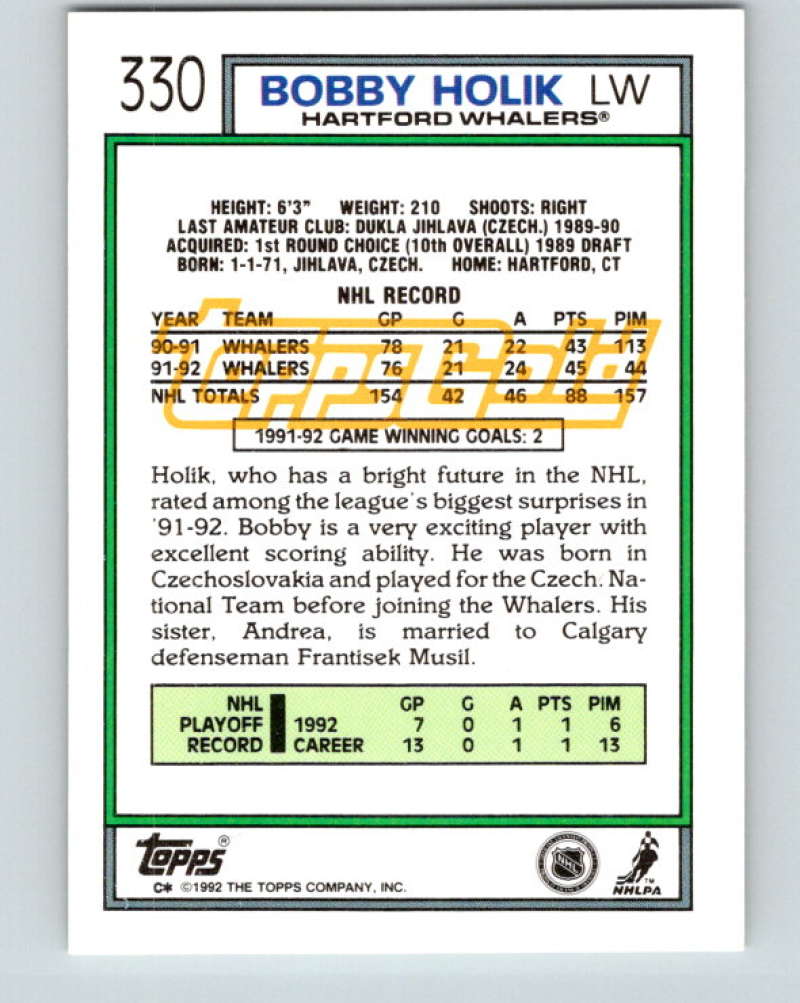 330 BOBBY HOLIK LW
HARTFORD WHALERS®
HEIGHT: 6'3" WEIGHT: 210 SHOOTS: RIGHT
LAST AMATEUR CLUB: DUKLA JIHLAVA (CZECH.) 1989-90
ACQUIRED: 1st ROUND CHOICE (10th OVERALL) 1989 DRAFT
BORN: 1-1-71, JIHLAVA, CZECH. HOME: HARTFORD, CT
NHL RECORD
YEAR TEAM GP G A PTS PIM
90-91 WHALERS 78 21 22 43 113
91-92 WHALERS 76 21 24 45 44
NHL TOTALS 154 42 46 88 157
ToppsGold
1991-92 GAME WINNING GOALS: 2
Holik, who has a bright future in the NHL,
rated among the league's biggest surprises in
'91-92. Bobby is a very exciting player with
excellent scoring ability. He was born in
Czechoslovakia and played for the Czech. Na-
tional Team before joining the Whalers. His
sister, Andrea, is married to Calgary
defenseman Frantisek Musil.
NHL GP G A PTS PIM
PLAYOFF 1992 7 0 1 1 6
RECORD CAREER 13 0 1 1 13
Topps®
C* ©1992 THE TOPPS COMPANY, INC.
NHL
NHLPA™